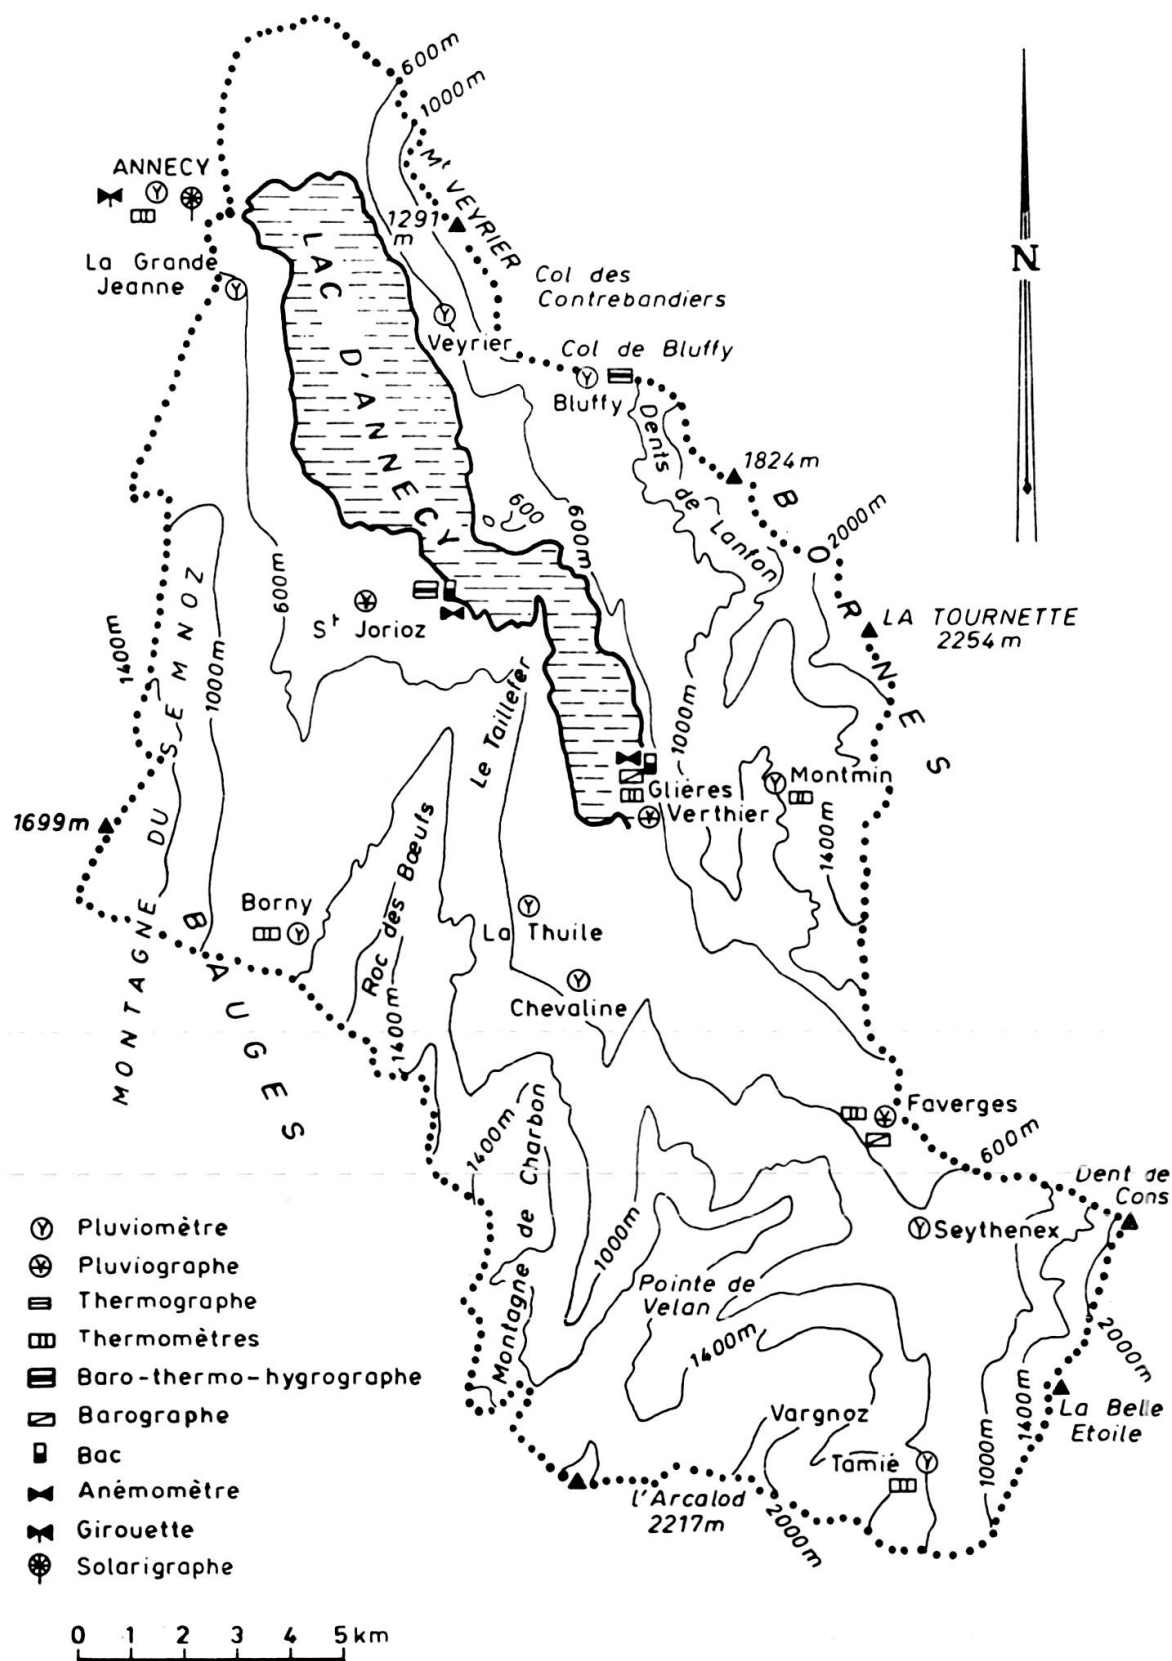 600m
1000m
Mt VEYRIER
ANNECY
1291
m
La Grande
Jeanne
LAC D'ANNECY
Col des
Contrebandiers
N
Veyrier
Col de Bluffy
Bluffy
Dents de Lanfon
1824m
BORNES
2000m
600
600m
600m
1000m
1400m
St Jorioz
LA TOURNETTE
2254m
Le Taillefer
1000m
MONTAGNE DU SEMNOZ
1699m
Montmin
Glières
Verthier
1400m
Roc des Bœufs
Borny
La Thuile
BAUGES
1400m
Chevaline
Faverges
600m
1400m
Montagne de Charbon
Dent de
Cons
Seythenex
1000m
Pointe de
Velan
1400m
2000m
La Belle
Etoile
1400m
1000m
Vargnoz
Tamié
l'Arcalod
2217m
2000m
Pluviomètre
Pluviographe
Thermographe
Thermomètres
Baro-thermo-hygrographe
Barographe
Bac
Anémomètre
Girouette
Solarigraphe
0 1 2 3 4 5 km